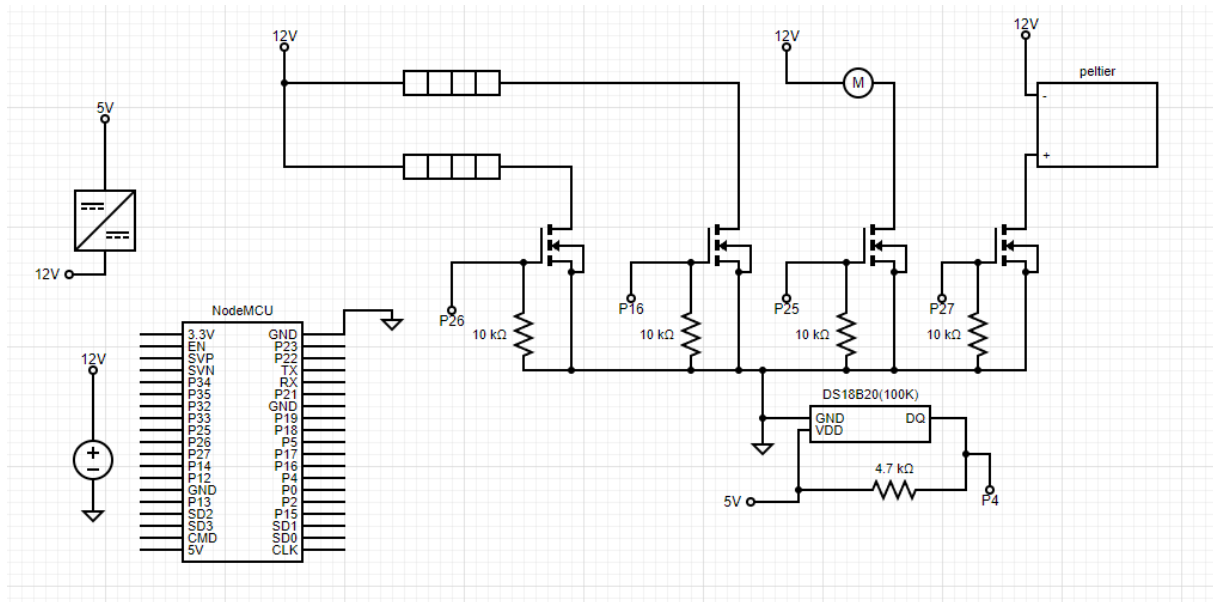 12V
12V
12V
peltier
-
+
M
5V
12V
P26
P16
P25
P27
10 kΩ
10 kΩ
10 kΩ
10 kΩ
NodeMCU
3.3V
EN
SVP
SVN
P34
P35
P32
P33
P25
P26
P27
P14
P12
GND
P13
SD2
SD3
CMD
5V
GND
P23
P22
TX
RX
P21
GND
P19
P18
P5
P17
P16
P4
P0
P2
P15
SD1
SD0
CLK
12V
+
−
DS18B20(100K)
GND
VDD
DQ
4.7 kΩ
5V
P4